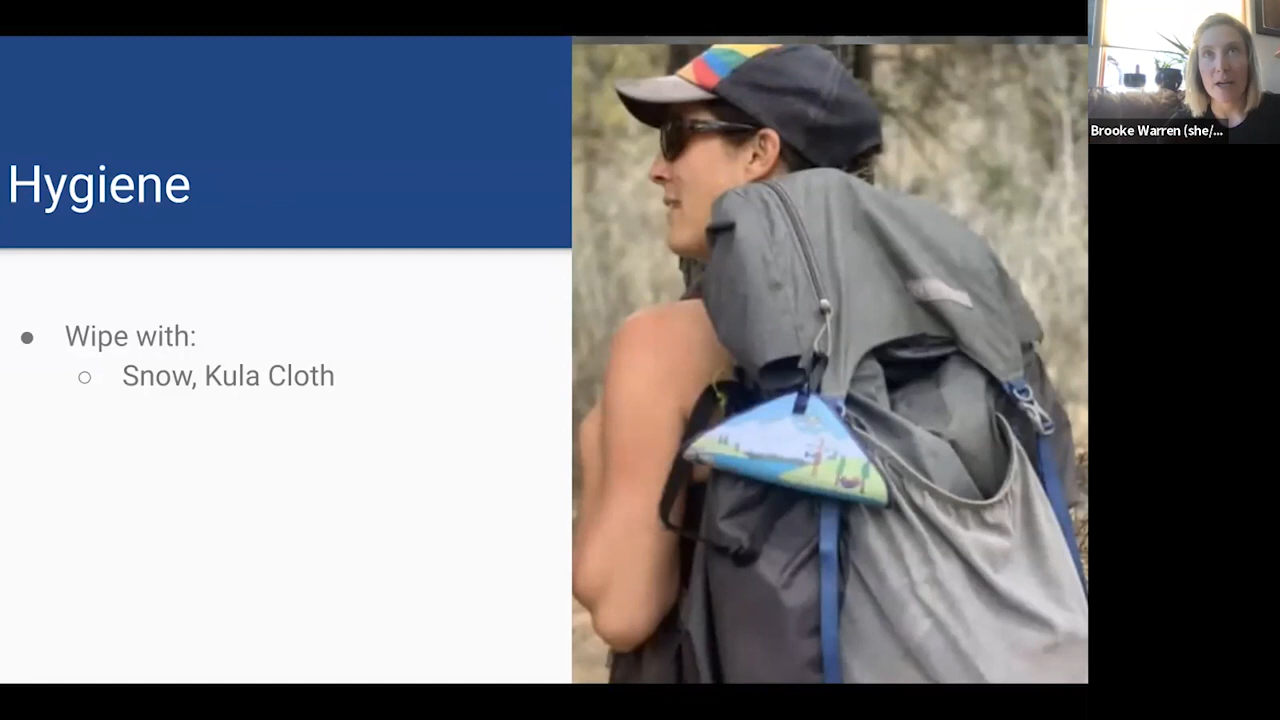 Hygiene
Wipe with:
Snow, Kula Cloth
Brooke Warren (she/...